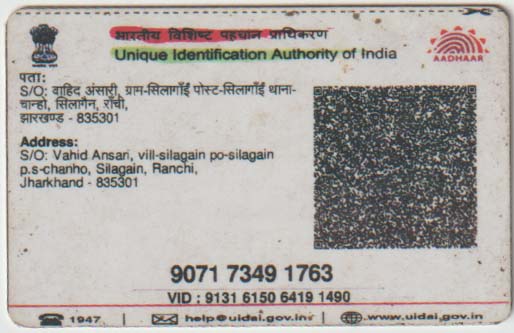 भारतीय विशिष्ट पहचान प्राधिकरण
Unique Identification Authority of India
AADHAAR
पता:
S/O: वाहिद अंसारी, ग्राम-सिलागाँई पोस्ट-सिलागाँई थाना-
चान्हो, सिलागैन, राँची,
झारखण्ड - 835301
Address:
S/O: Vahid Ansari, vill-silagain po-silagain
p.s-chanho, Silagain, Ranchi,
Jharkhand - 835301
9071 7349 1763
VID : 9131 6150 6419 1490
1947 | help@uidai.gov.in | www.uidai.gov.in